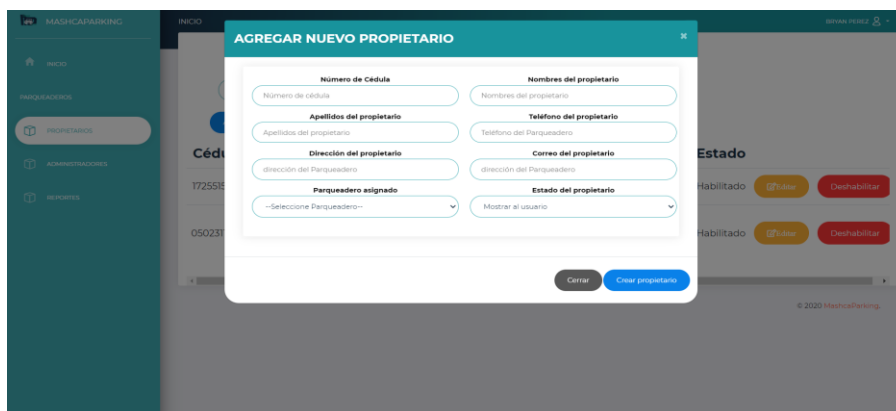 MASHCAPARKING
INICIO
BRYAN PEREZ
INICIO
PARQUEADEROS
PROPIETARIOS
ADMINISTRADORES
REPORTES
AGREGAR NUEVO PROPIETARIO ×
Número de Cédula Nombres del propietario
Número de cédula Nombres del propietario
Apellidos del propietario Teléfono del propietario
Apellidos del propietario Teléfono del Parqueadero
Dirección del propietario Correo del propietario
dirección del Parqueadero dirección del Parqueadero
Parqueadero asignado Estado del propietario
--Seleccione Parqueadero-- Mostrar al usuario
Cerrar Crear propietario
Cédu Estado
1725515 Habilitado Editar Deshabilitar
050231 Habilitado Editar Deshabilitar
© 2020 MashcaParking.